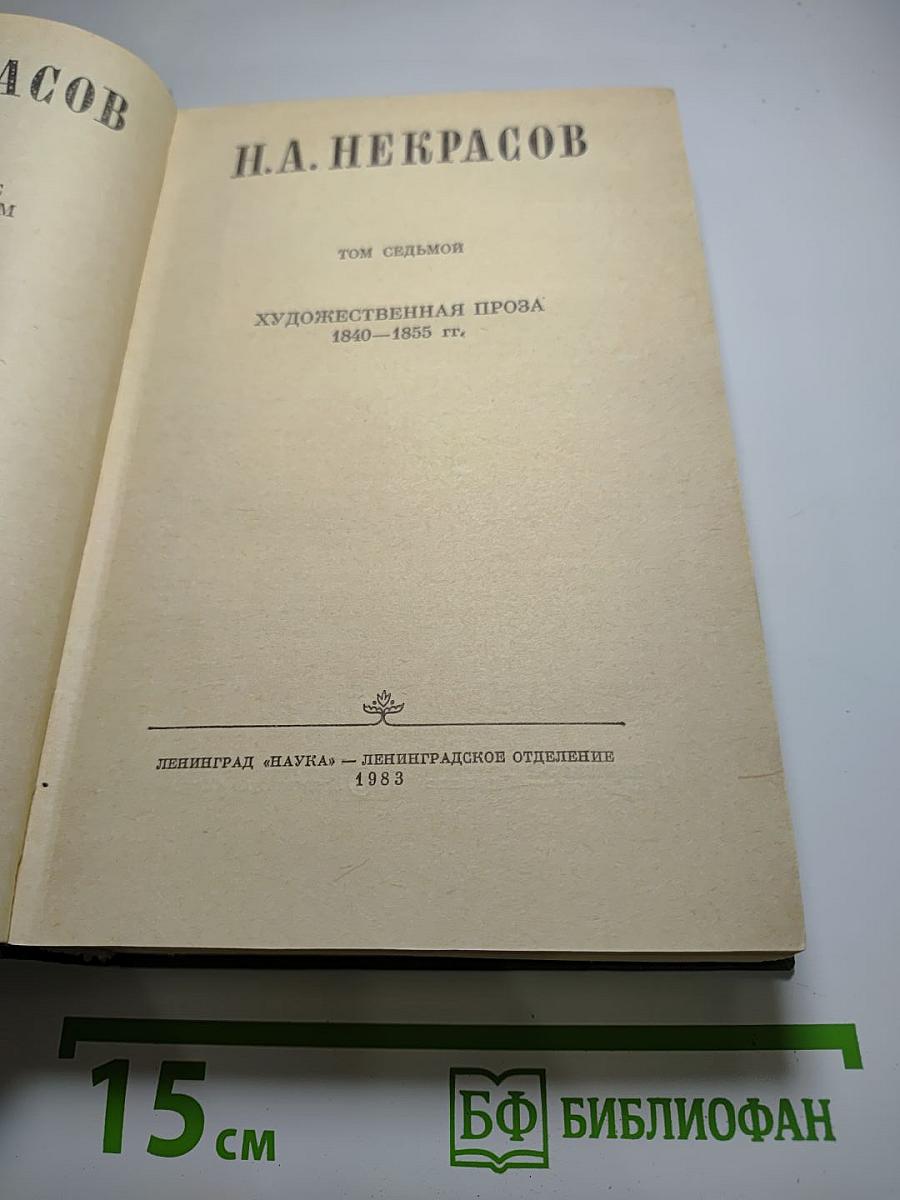 Н.А. НЕКРАСОВ
ТОМ СЕДЬМОЙ
ХУДОЖЕСТВЕННАЯ ПРОЗА
1840—1855 гг.
ЛЕНИНГРАД «НАУКА» — ЛЕНИНГРАДСКОЕ ОТДЕЛЕНИЕ
1983
15 см
БФ БИБЛИОФАН